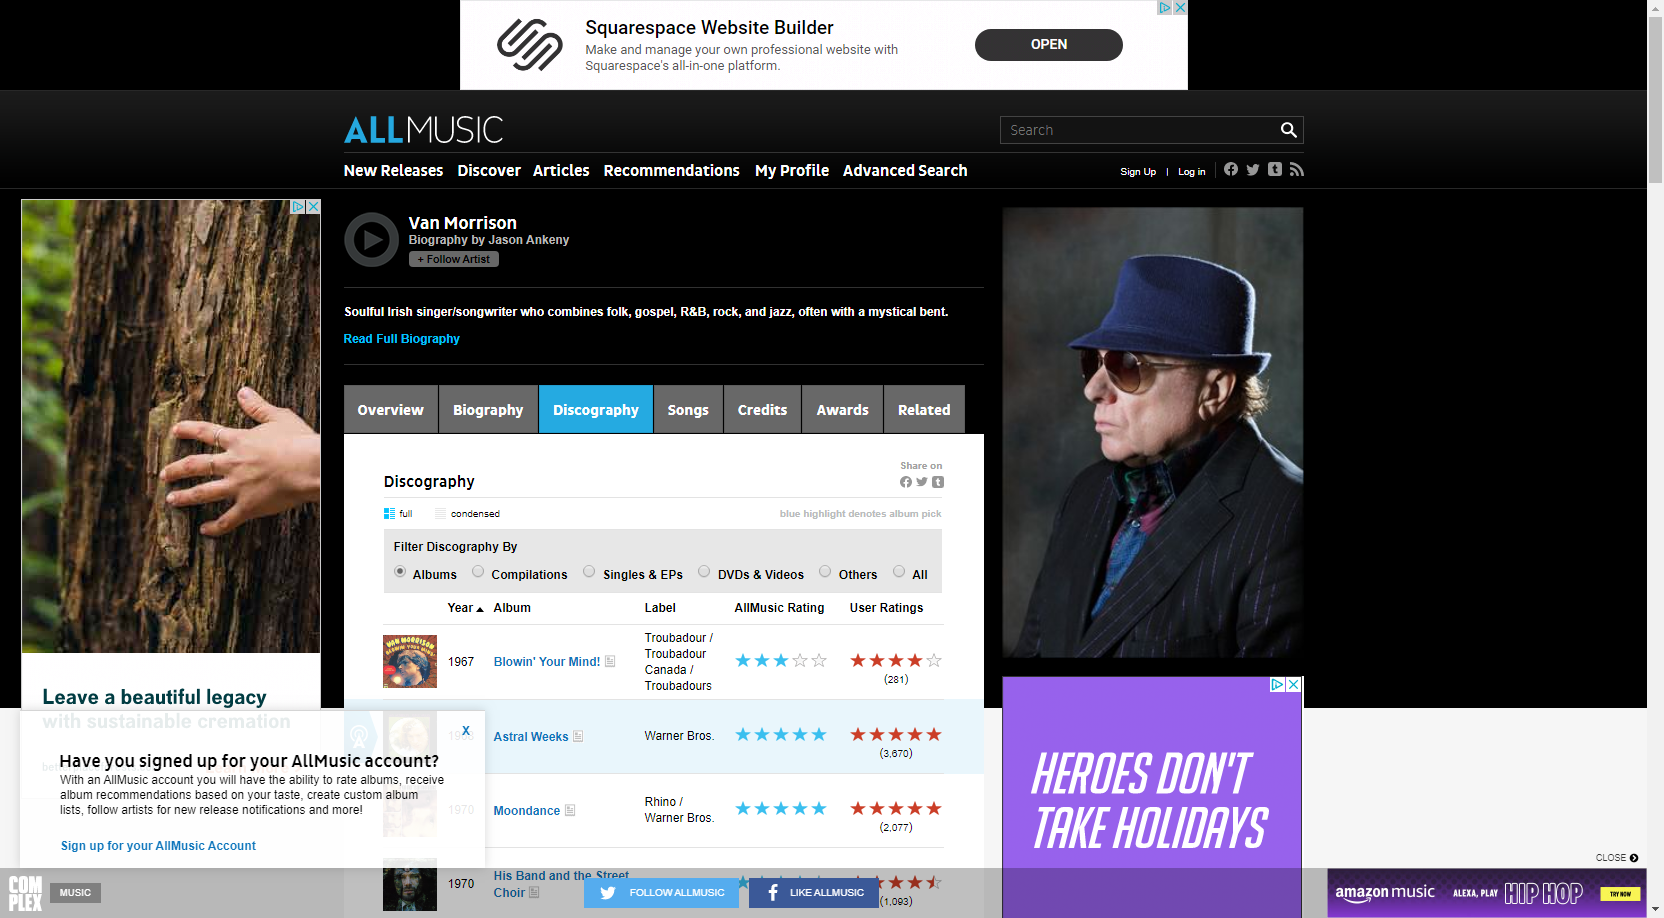 Squarespace Website Builder
Make and manage your own professional website with
Squarespace's all-in-one platform.
OPEN
ALLMUSIC
Search
New Releases Discover Articles Recommendations My Profile Advanced Search
Sign Up | Log in
Van Morrison
Biography by Jason Ankeny
+ Follow Artist
Soulful Irish singer/songwriter who combines folk, gospel, R&B, rock, and jazz, often with a mystical bent.
Read Full Biography
Overview Biography Discography Songs Credits Awards Related
Share on
Discography
full condensed
blue highlight denotes album pick
Filter Discography By
Albums Compilations Singles & EPs DVDs & Videos Others All
Year Album Label AllMusic Rating User Ratings
VAN MORRISON
BLOWIN' YOUR MIND!
1967 Blowin' Your Mind!
Troubadour /
Troubadour
Canada /
Troubadours
(281)
1968 Astral Weeks Warner Bros.
(3,670)
1970 Moondance
Rhino /
Warner Bros.
(2,077)
1970
His Band and the Street
Choir
(1,093)
Leave a beautiful legacy
with sustainable cremation
X
Have you signed up for your AllMusic account?
With an AllMusic account you will have the ability to rate albums, receive
album recommendations based on your taste, create custom album
lists, follow artists for new release notifications and more!
Sign up for your AllMusic Account
HEROES DON'T
TAKE HOLIDAYS
CLOSE
COM
PLEX
MUSIC
FOLLOW ALLMUSIC
LIKE ALLMUSIC
amazon music
ALEXA, PLAY
HIP HOP
TRY NOW